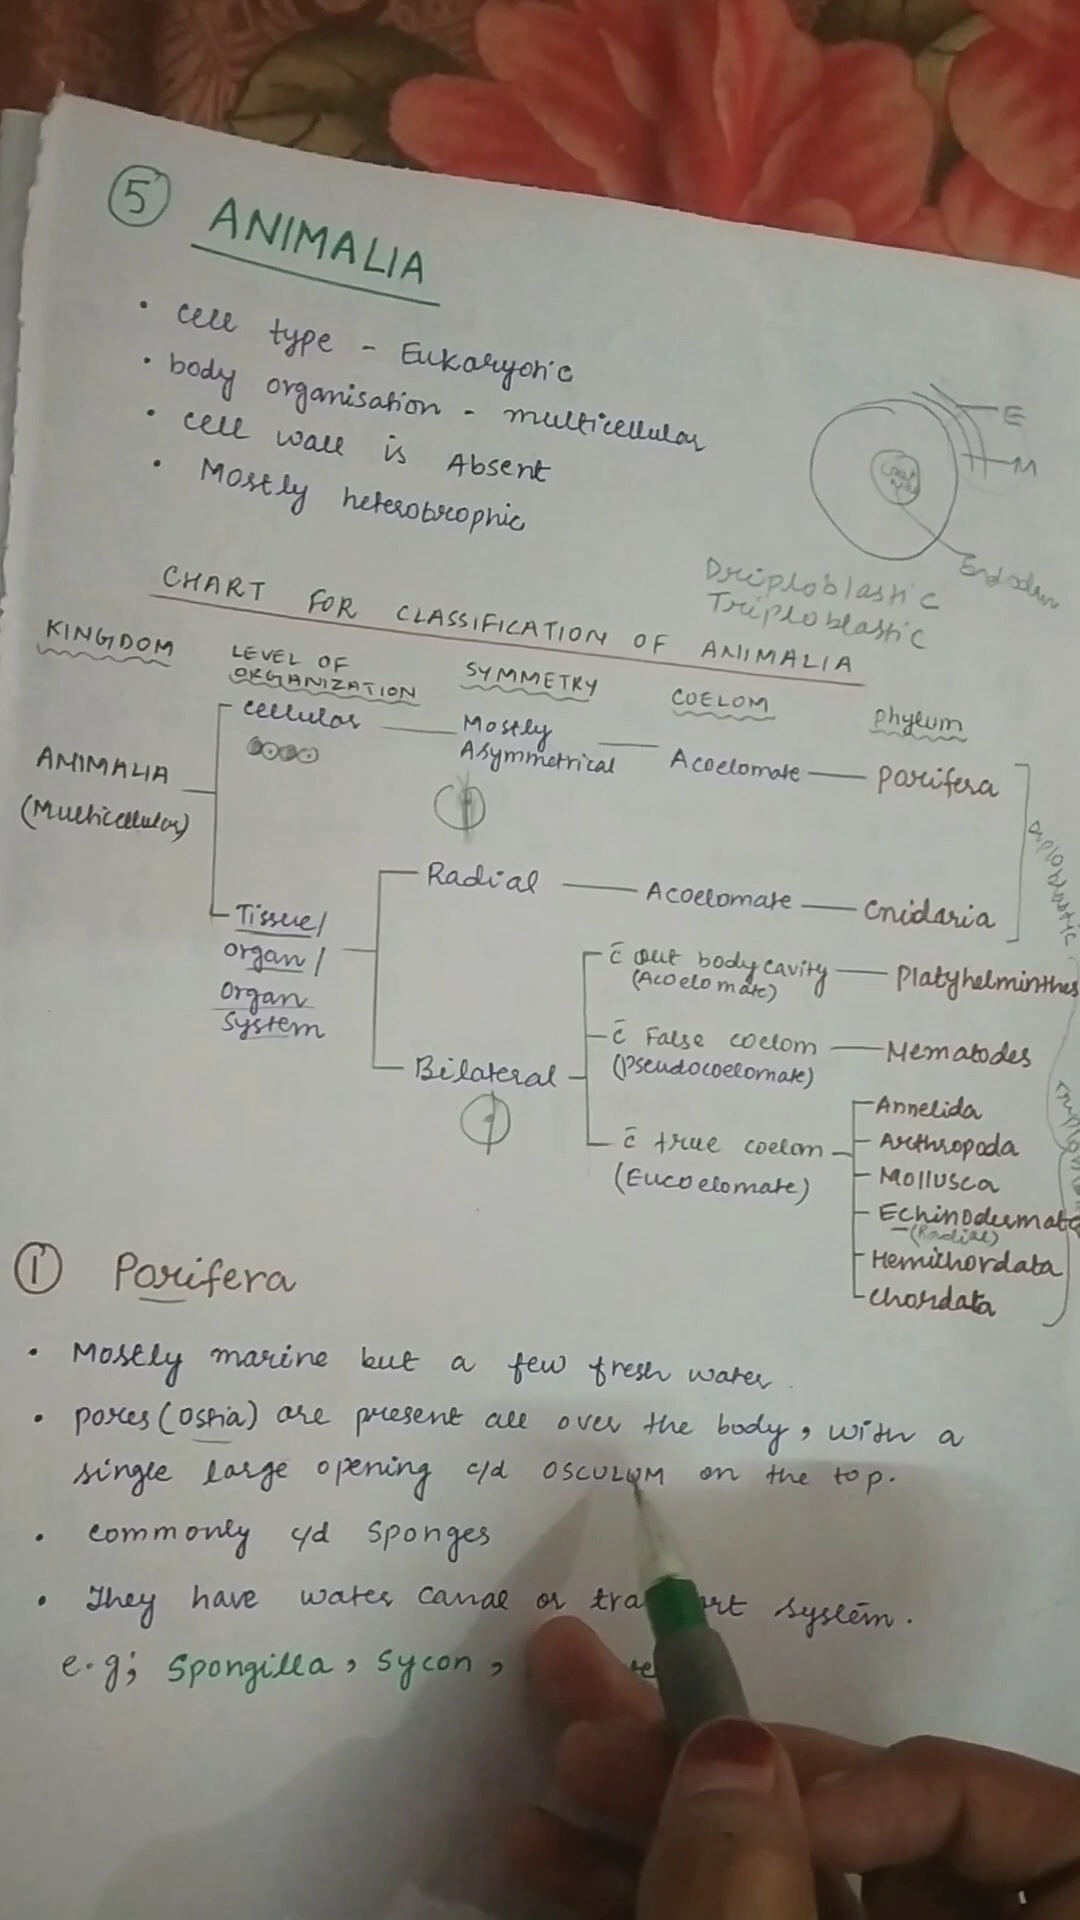 5 ANIMALIA
• cell type - Eukaryotic
• body organisation - multicellular
• cell wall is Absent
• Mostly heterotrophic
E
M
Endoderm
Driploblastic
Triploblastic
CHART FOR CLASSIFICATION OF ANIMALIA
KINGDOM
LEVEL OF
ORGANIZATION
SYMMETRY
COELOM
phylum
ANIMALIA
(Multicellular)
cellular
Mostly
Asymmetrical
Acoelomate
porifera
Tissue/
organ/
organ
system
Radial
Acoelomate
cnidaria
Bilateral
c̄ out body cavity
(Acoelomate)
Platyhelminthes
c̄ False coelom
(pseudocoelomate)
Nematodes
c̄ true coelom
(Eucoelomate)
Annelida
Arthropoda
Mollusca
Echinodermata
(Radial)
Hemichordata
chordata
diploblastic
1 Porifera
• Mostly marine but a few fresh water.
• pores (ostia) are present all over the body, with a
single large opening c/d OSCULUM on the top.
• commonly c/d sponges
• They have water canal or system.
e.g; Spongilla, Sycon,